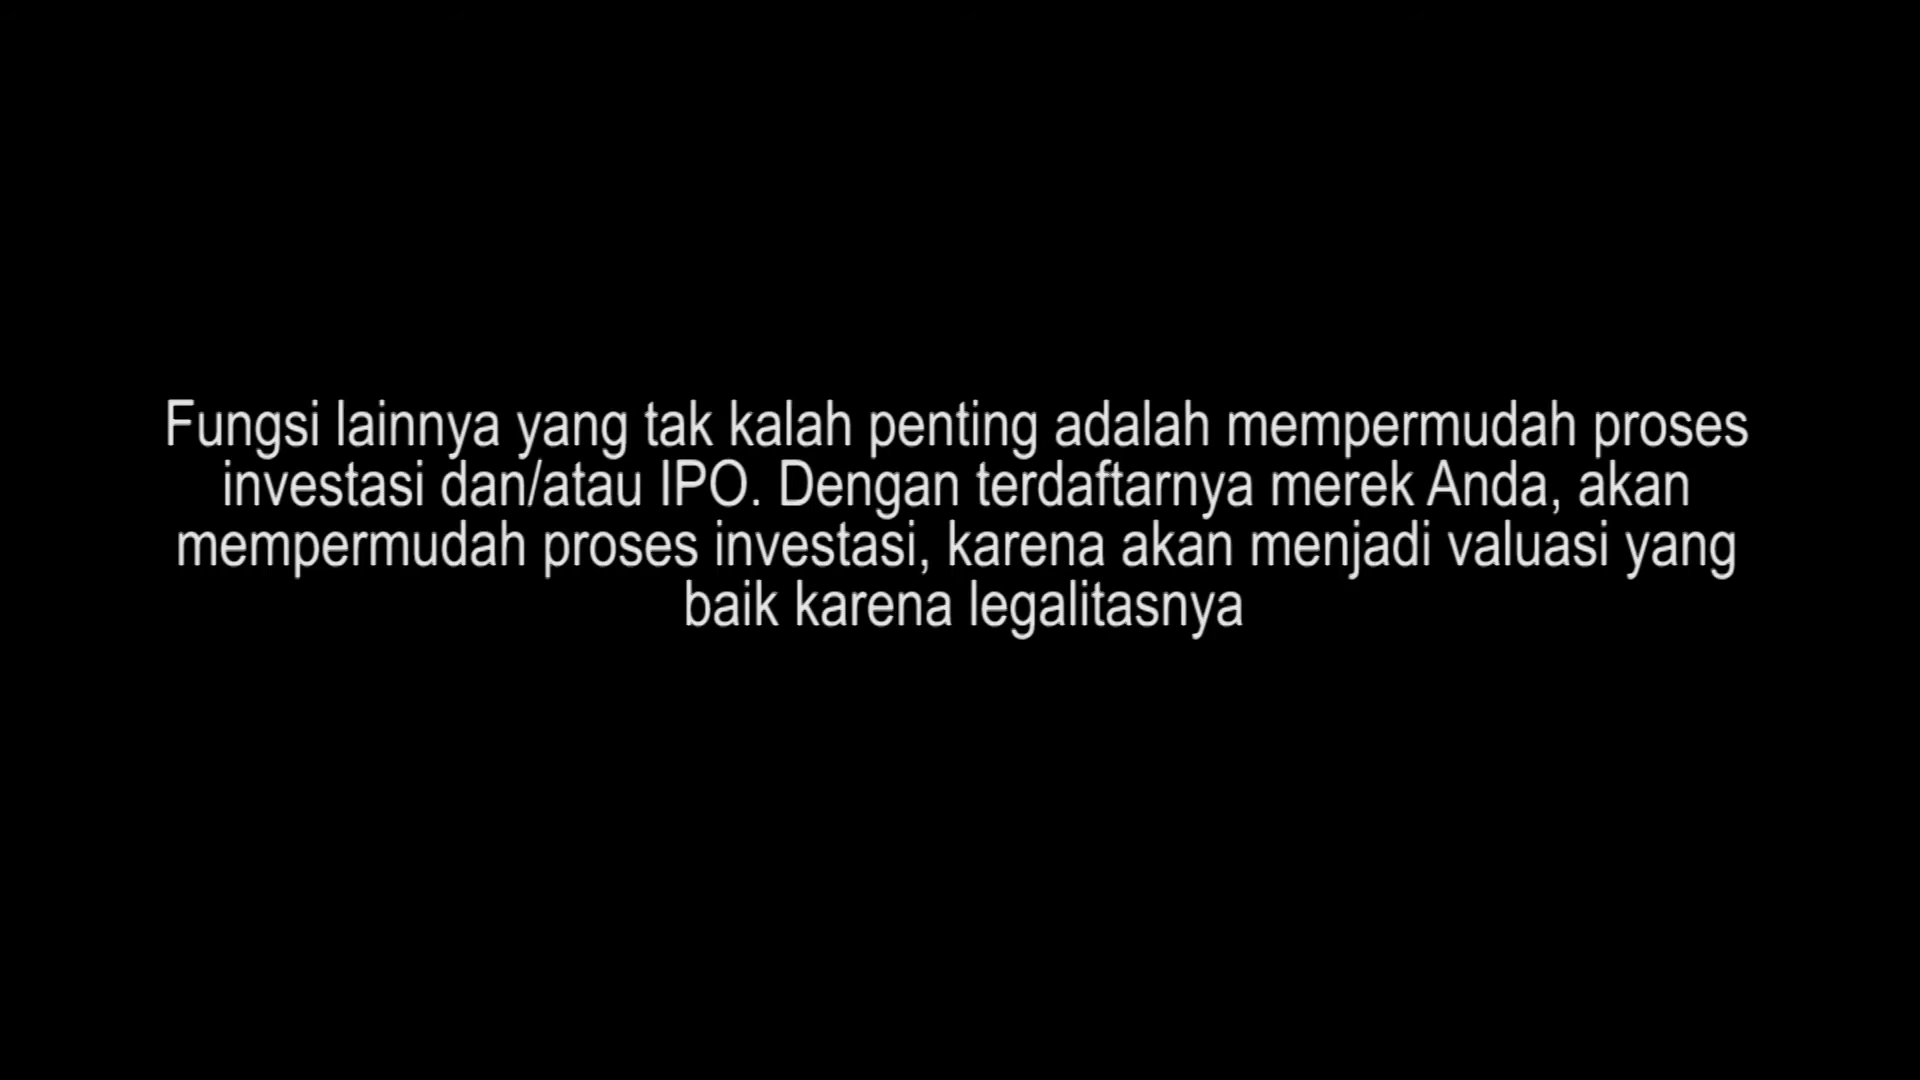 Fungsi lainnya yang tak kalah penting adalah mempermudah proses
investasi dan/atau IPO. Dengan terdaftarnya merek Anda, akan
mempermudah proses investasi, karena akan menjadi valuasi yang
baik karena legalitasnya